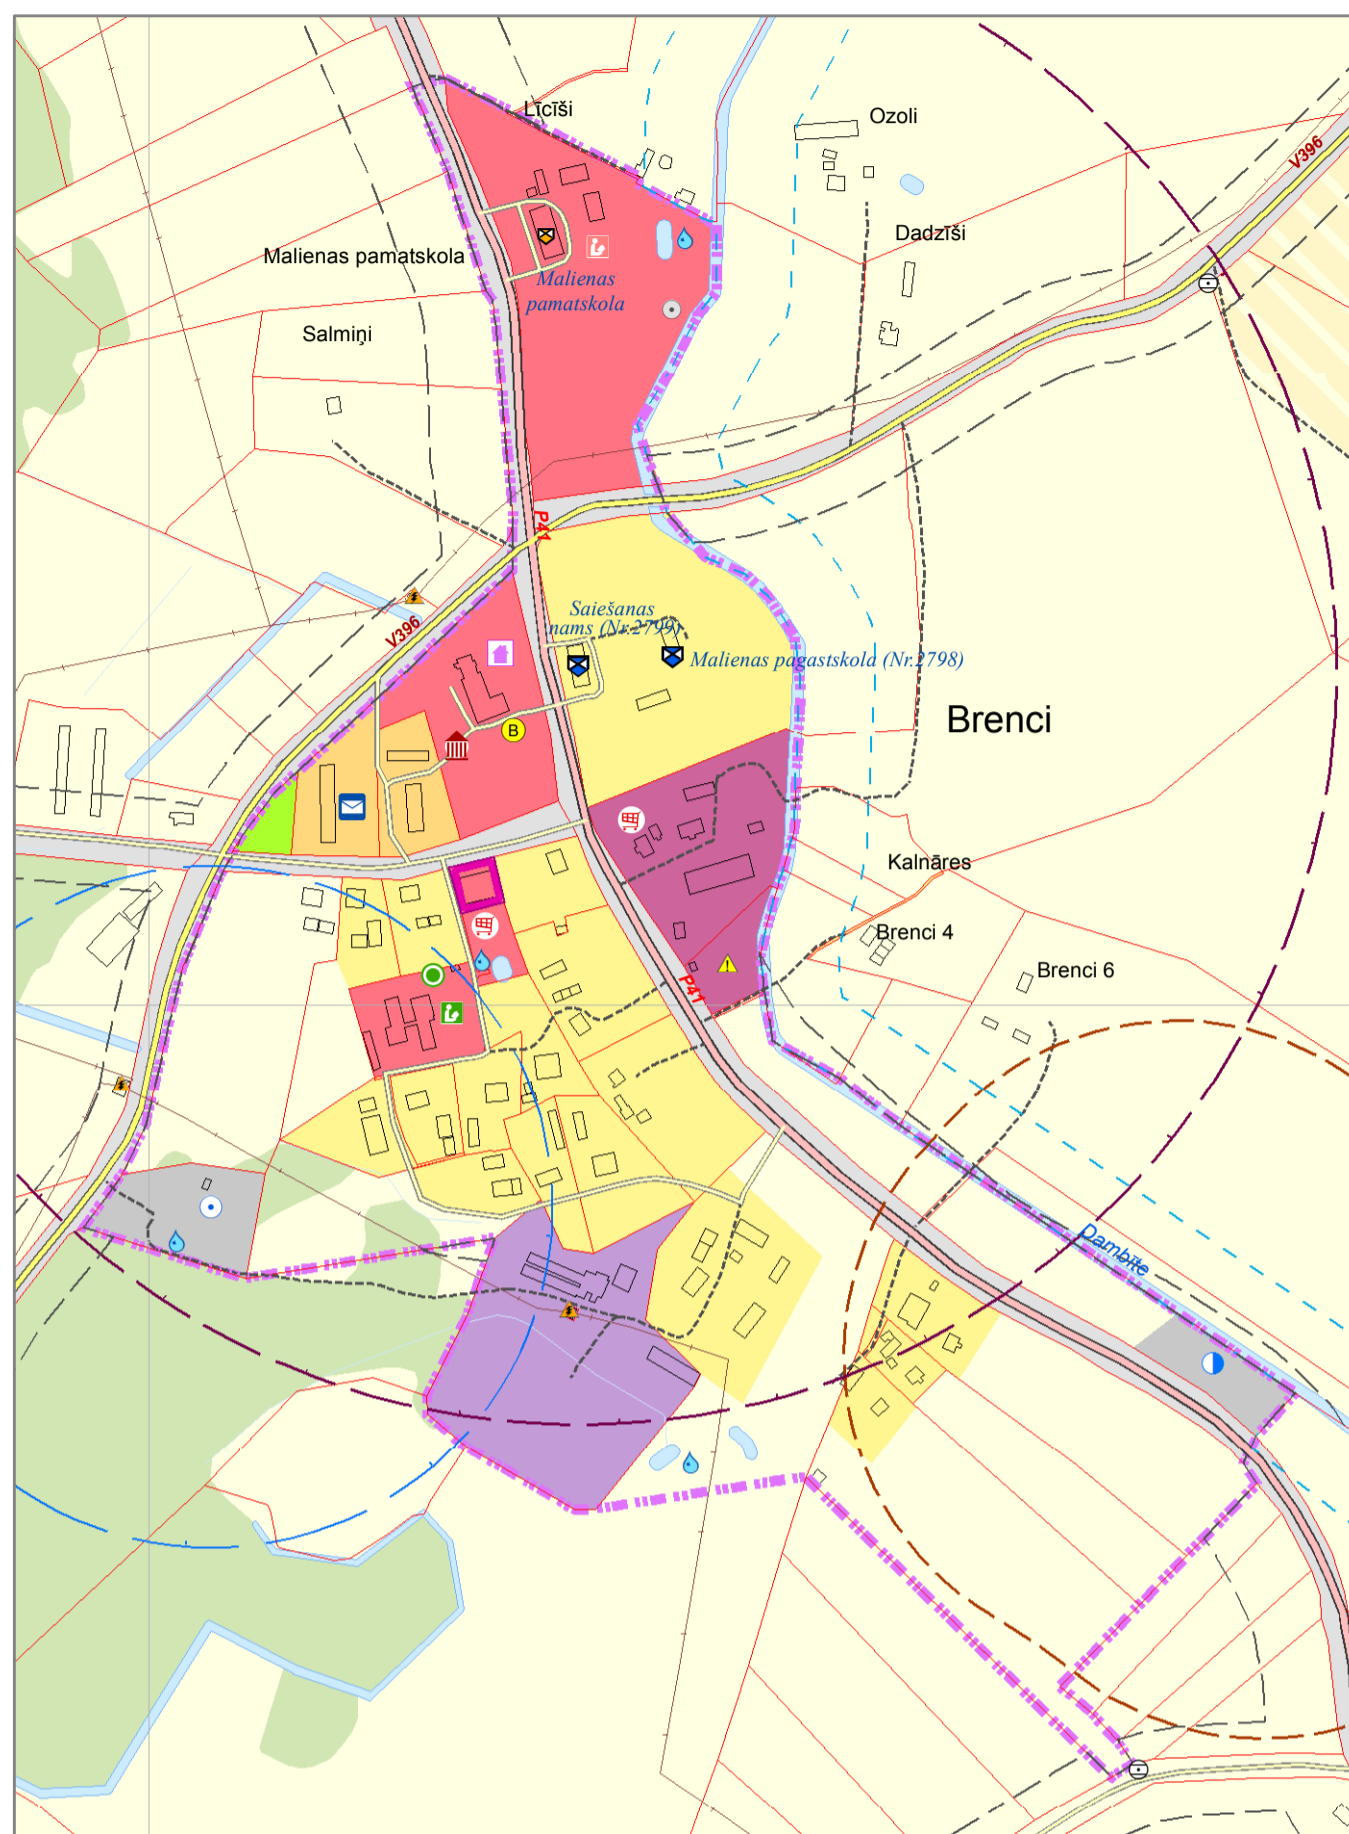 Līcīši
Ozoli
V396
Dadzīši
Malienas pamatskola
Malienas
pamatskola
Salmiņi
P41
V396
Saiešanas
nams (Nr.2799)
Malienas pagastskola (Nr.2798)
Brenci
B
Kalnāres
Brenci 4
Brenci 6
P41
Dambīte